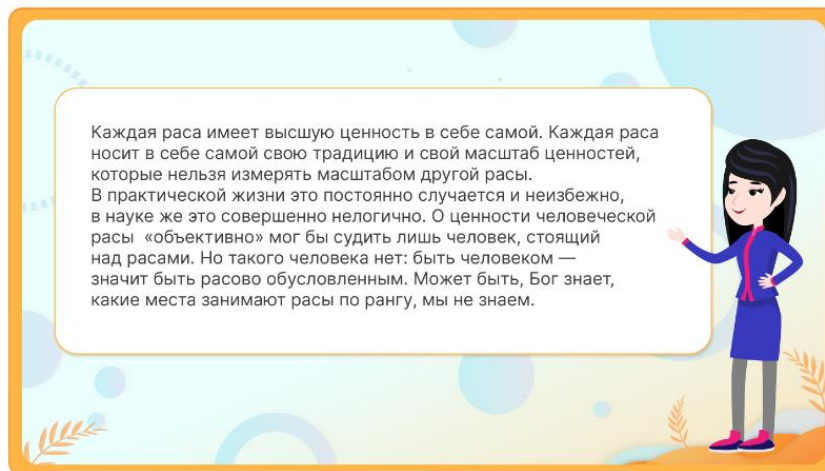 Каждая раса имеет высшую ценность в себе самой. Каждая раса
носит в себе самой свою традицию и свой масштаб ценностей,
которые нельзя измерять масштабом другой расы.
В практической жизни это постоянно случается и неизбежно,
в науке же это совершенно нелогично. О ценности человеческой
расы «объективно» мог бы судить лишь человек, стоящий
над расами. Но такого человека нет: быть человеком —
значит быть расово обусловленным. Может быть, Бог знает,
какие места занимают расы по рангу, мы не знаем.